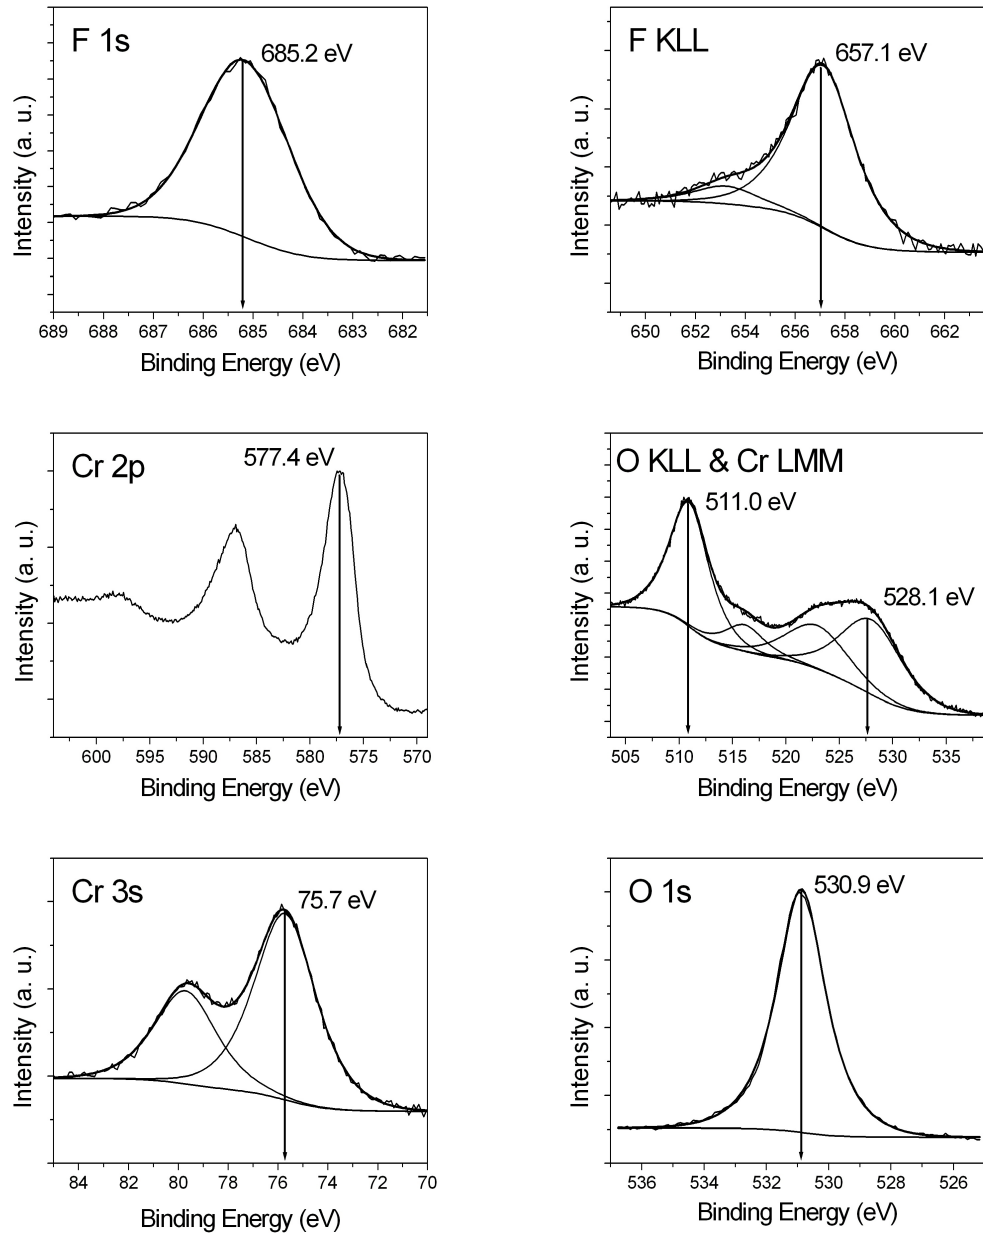 F 1s
685.2 eV
Intensity (a. u.)
689 688 687 686 685 684 683 682
Binding Energy (eV)
F KLL
657.1 eV
Intensity (a. u.)
650 652 654 656 658 660 662
Binding Energy (eV)
Cr 2p
577.4 eV
Intensity (a. u.)
600 595 590 585 580 575 570
Binding Energy (eV)
O KLL & Cr LMM
511.0 eV
528.1 eV
Intensity (a. u.)
505 510 515 520 525 530 535
Binding Energy (eV)
Cr 3s
75.7 eV
Intensity (a. u.)
84 82 80 78 76 74 72 70
Binding Energy (eV)
O 1s
530.9 eV
Intensity (a. u.)
536 534 532 530 528 526
Binding Energy (eV)